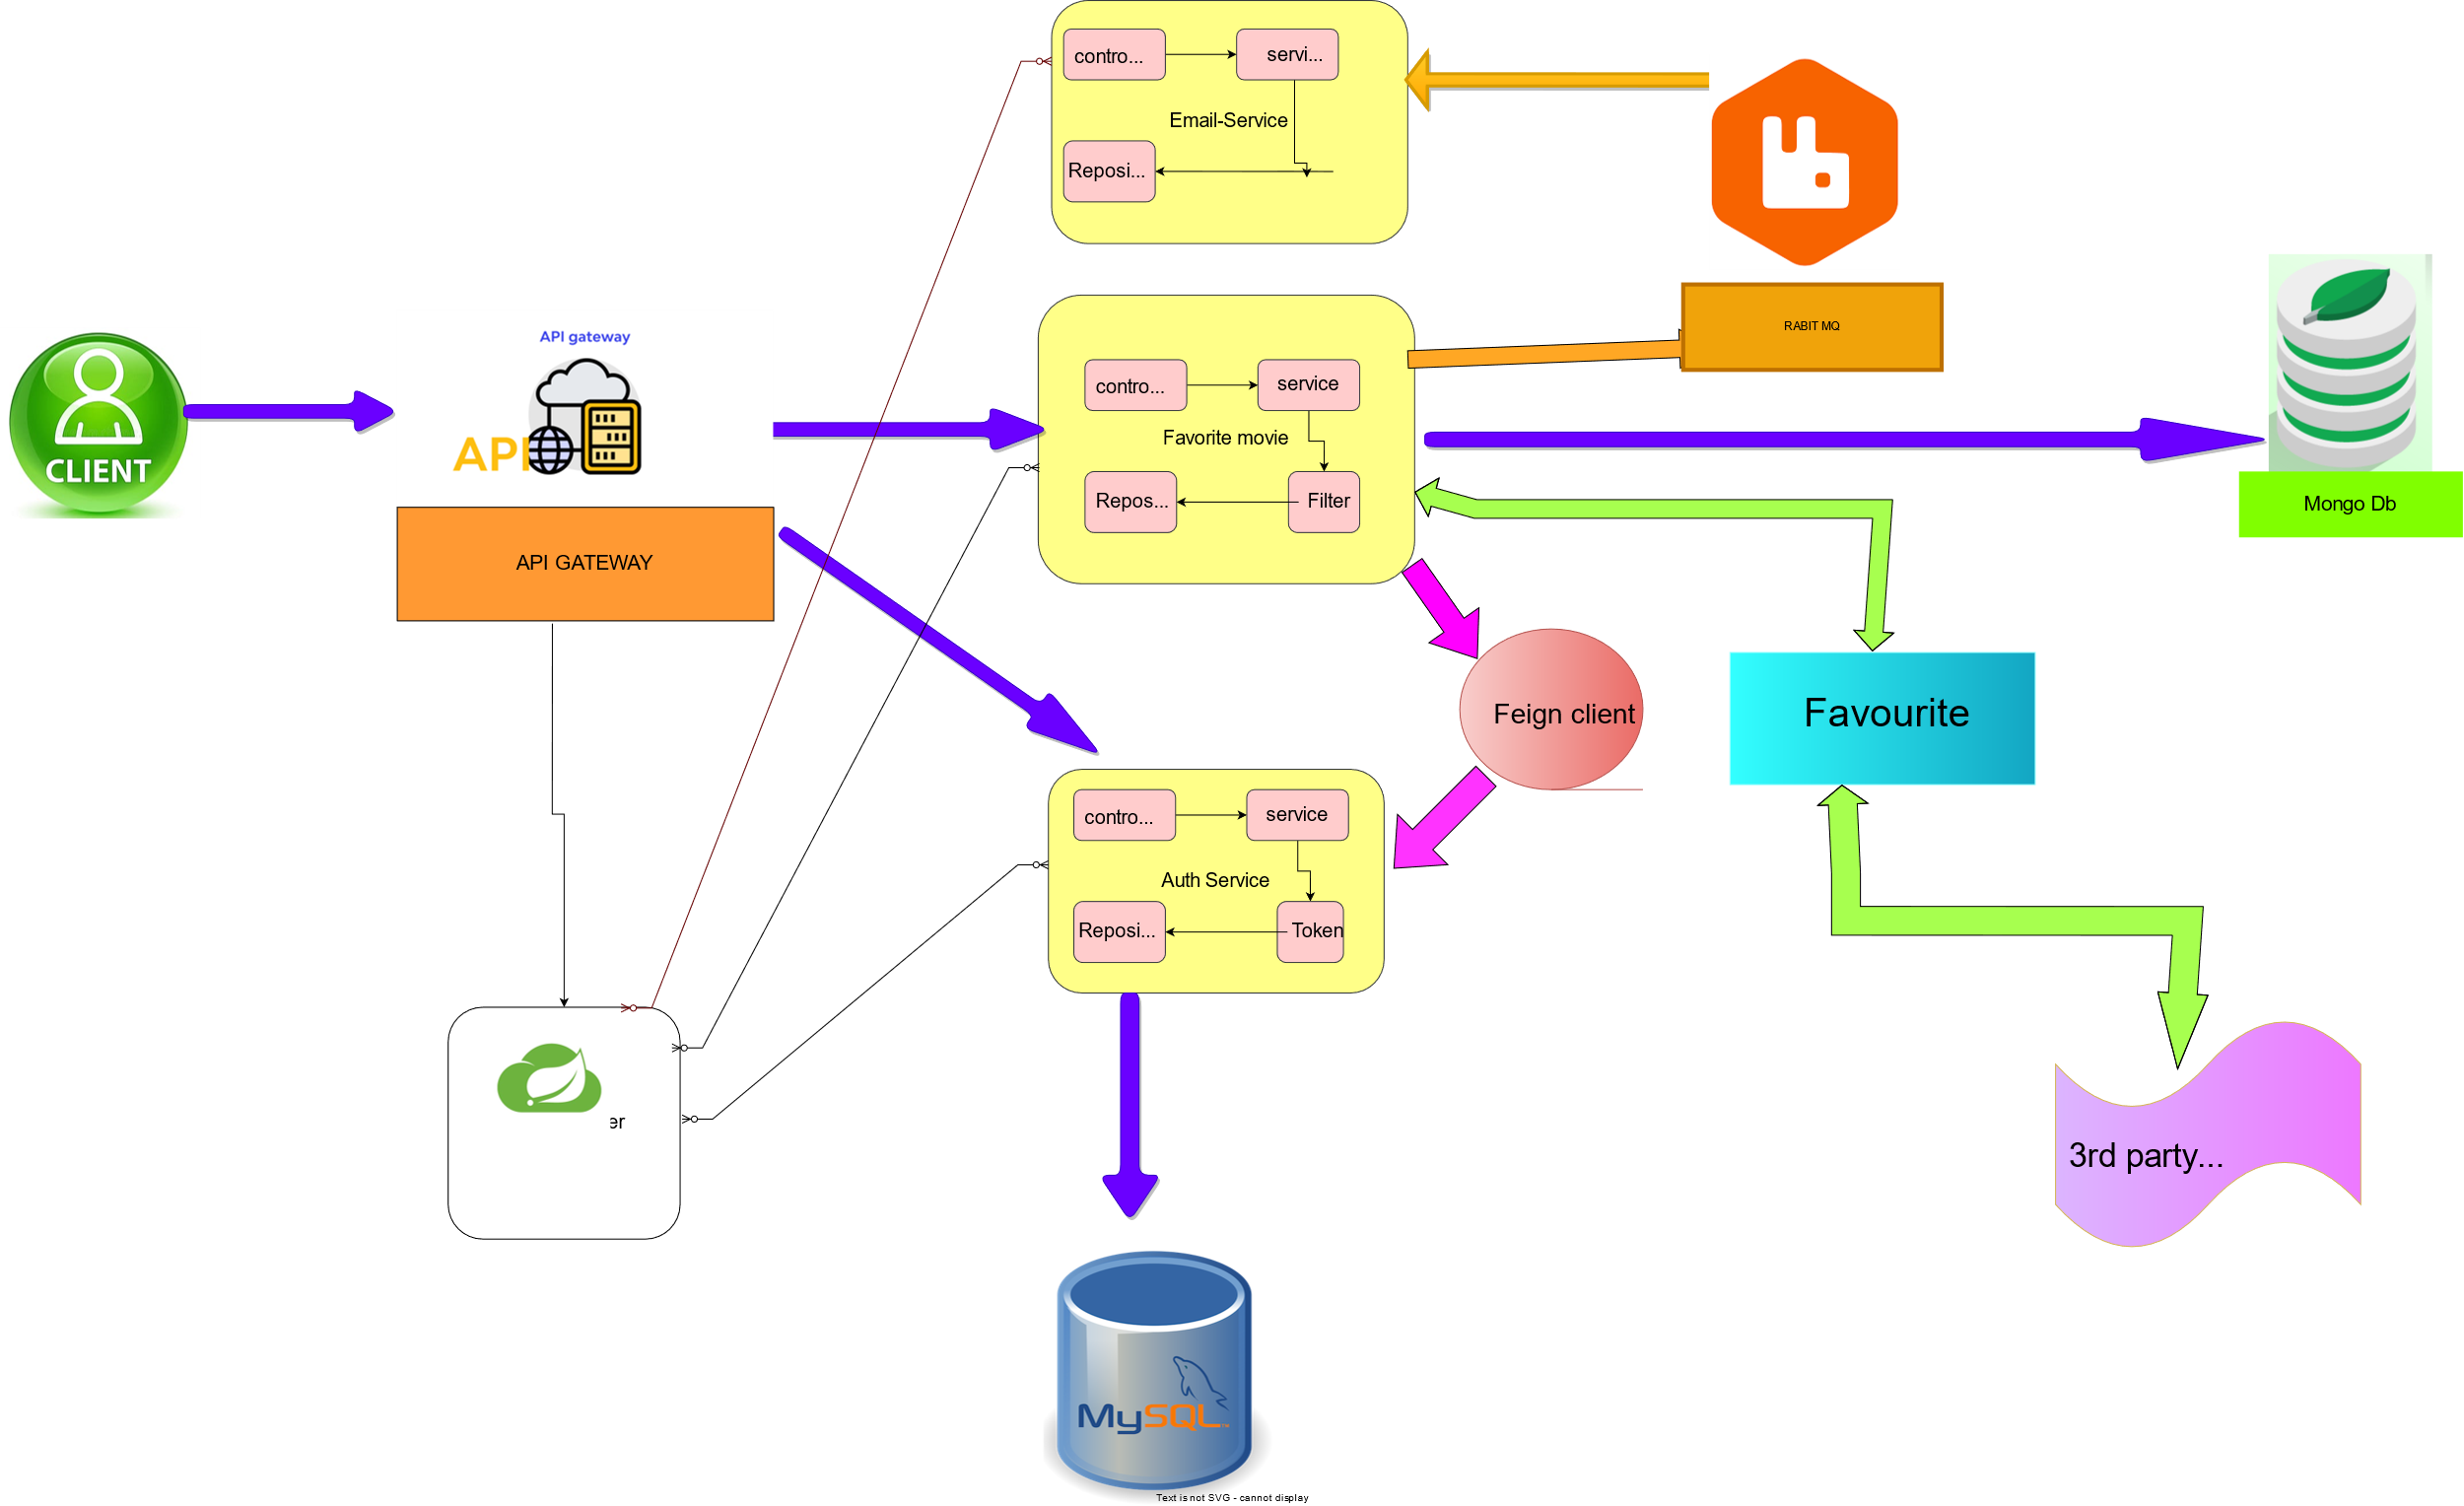 contro...
servi...
Email-Service
Reposi...
RABIT MQ
API gateway
API
CLIENT
API GATEWAY
contro...
service
Favorite movie
Repos...
Filter
Mongo Db
Feign client
Favourite
contro...
service
Auth Service
Reposi...
Token
er
3rd party...
MySQL
Text is not SVG - cannot display